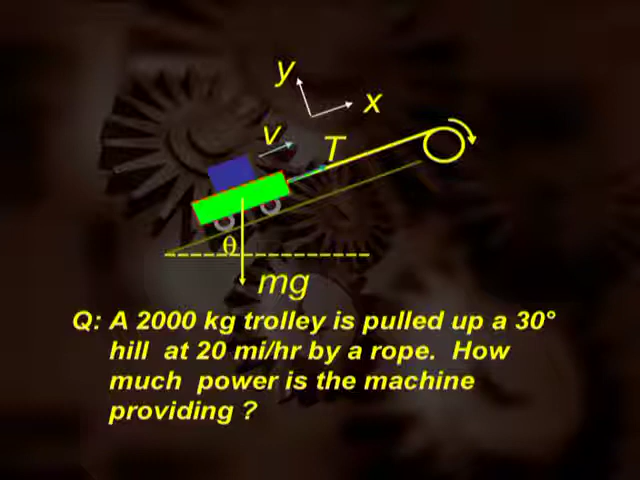 y
x
v
T
θ
mg
Q: A 2000 kg trolley is pulled up a 30°
hill at 20 mi/hr by a rope. How
much power is the machine
providing ?